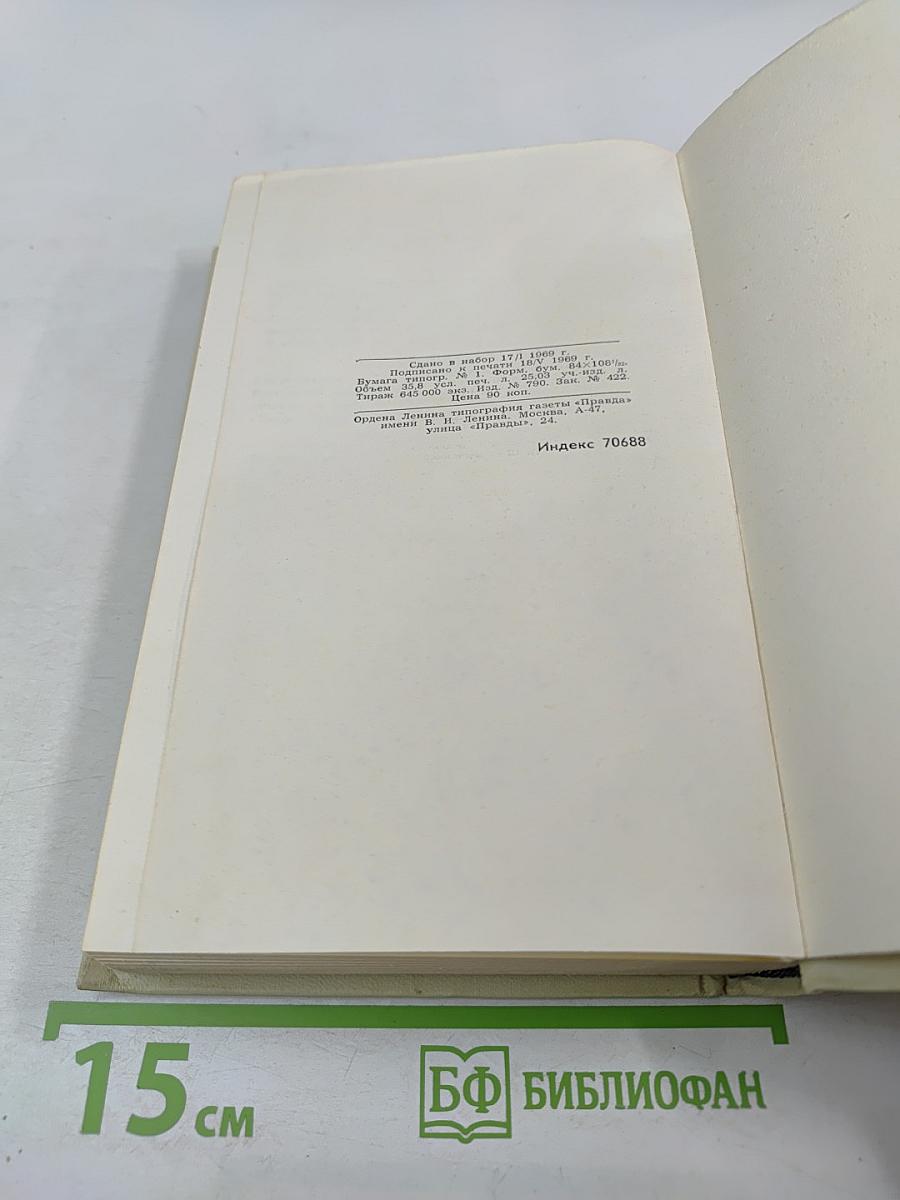 Сдано в набор 17/I 1969 г.
Подписано к печати 18/V 1969 г.
Бумага типогр. № 1. Форм. бум. 84×108¹/₃₂.
Объем 35,8 усл. печ. л. 25,03 уч.-изд. л.
Тираж 645 000 экз. Изд. № 790. Зак. № 422.
Цена 90 коп.
Ордена Ленина типография газеты «Правда»
имени В. И. Ленина. Москва, А-47,
улица «Правды», 24.
Индекс 70688
15 см
БФ БИБЛИОФАН